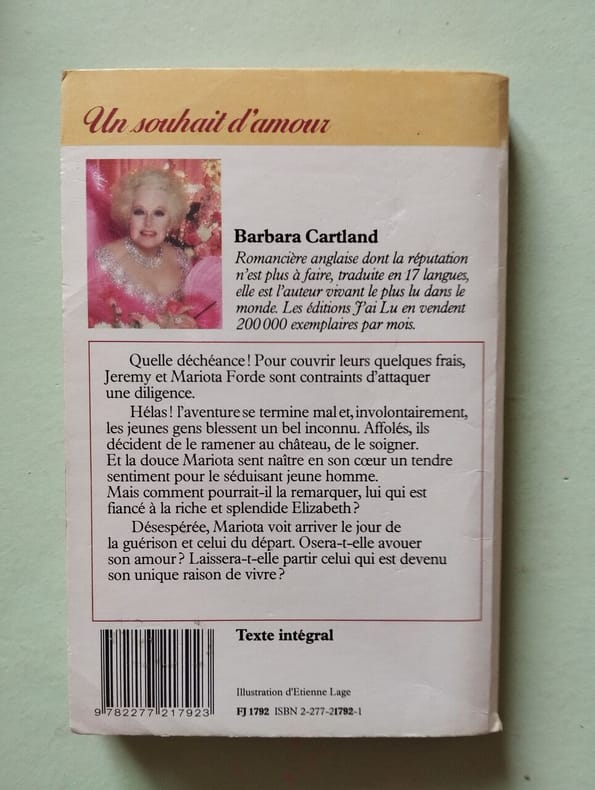 Un souhait d'amour
Barbara Cartland
Romancière anglaise dont la réputation
n'est plus à faire, traduite en 17 langues,
elle est l'auteur vivant le plus lu dans le
monde. Les éditions J'ai Lu en vendent
200 000 exemplaires par mois.
Quelle déchéance ! Pour couvrir leurs quelques frais,
Jeremy et Mariota Forde sont contraints d'attaquer
une diligence.
Hélas ! l'aventure se termine mal et, involontairement,
les jeunes gens blessent un bel inconnu. Affolés, ils
décident de le ramener au château, de le soigner.
Et la douce Mariota sent naître en son cœur un tendre
sentiment pour le séduisant jeune homme.
Mais comment pourrait-il la remarquer, lui qui est
fiancé à la riche et splendide Elizabeth ?
Désespérée, Mariota voit arriver le jour de
la guérison et celui du départ. Osera-t-elle avouer
son amour ? Laissera-t-elle partir celui qui est devenu
son unique raison de vivre ?
Texte intégral
Illustration d'Etienne Lage
FJ 1792 ISBN 2-277-21792-1
9 782277 217923